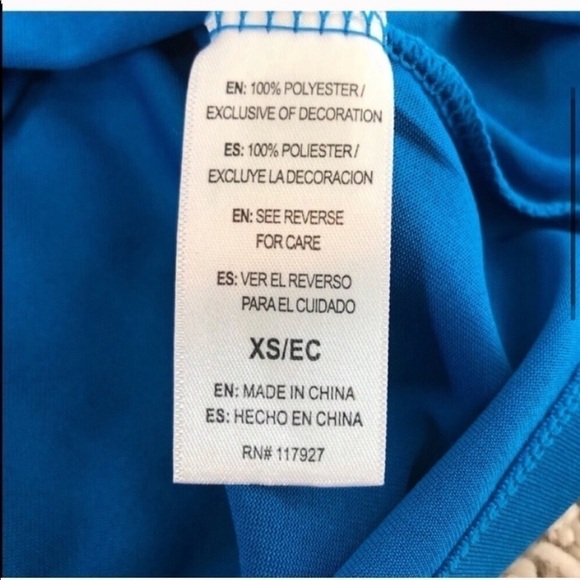 EN: 100% POLYESTER/
EXCLUSIVE OF DECORATION
ES: 100% POLIESTER/
EXCLUYE LA DECORACION
EN: SEE REVERSE
FOR CARE
ES: VER EL REVERSO
PARA EL CUIDADO
XS/EC
EN: MADE IN CHINA
ES: HECHO EN CHINA
RN# 117927